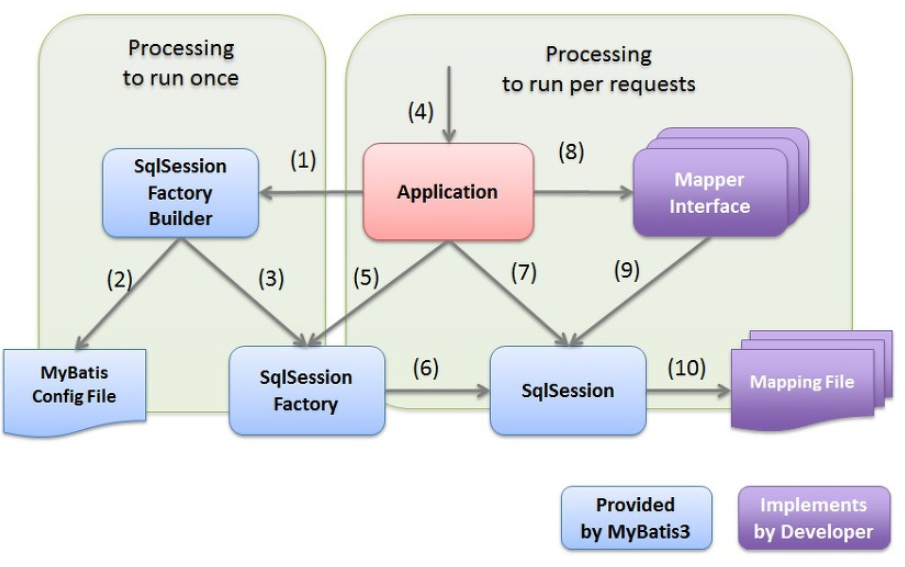 Processing
to run once
Processing
to run per requests
(4)
(1)
(8)
SqlSession
Factory
Builder
Application
Mapper
Interface
(2)
(3)
(5)
(7)
(9)
MyBatis
Config File
SqlSession
Factory
(6)
SqlSession
(10)
Mapping File
Provided
by MyBatis3
Implements
by Developer